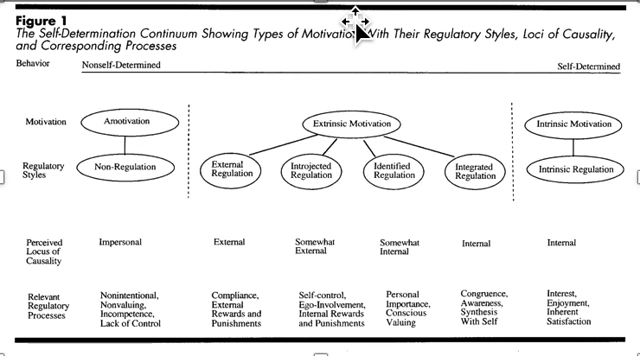 Figure 1
The Self-Determination Continuum Showing Types of Motivation With Their Regulatory Styles, Loci of Causality,
and Corresponding Processes
Behavior Nonself-Determined Self-Determined
Motivation Amotivation Extrinsic Motivation Intrinsic Motivation
Regulatory
Styles
Non-Regulation
External
Regulation
Introjected
Regulation
Identified
Regulation
Integrated
Regulation
Intrinsic Regulation
Perceived
Locus of
Causality
Impersonal
External
Somewhat
External
Somewhat
Internal
Internal
Internal
Relevant
Regulatory
Processes
Nonintentional,
Nonvaluing,
Incompetence,
Lack of Control
Compliance,
External
Rewards and
Punishments
Self-control,
Ego-Involvement,
Internal Rewards
and Punishments
Personal
Importance,
Conscious
Valuing
Congruence,
Awareness,
Synthesis
With Self
Interest,
Enjoyment,
Inherent
Satisfaction